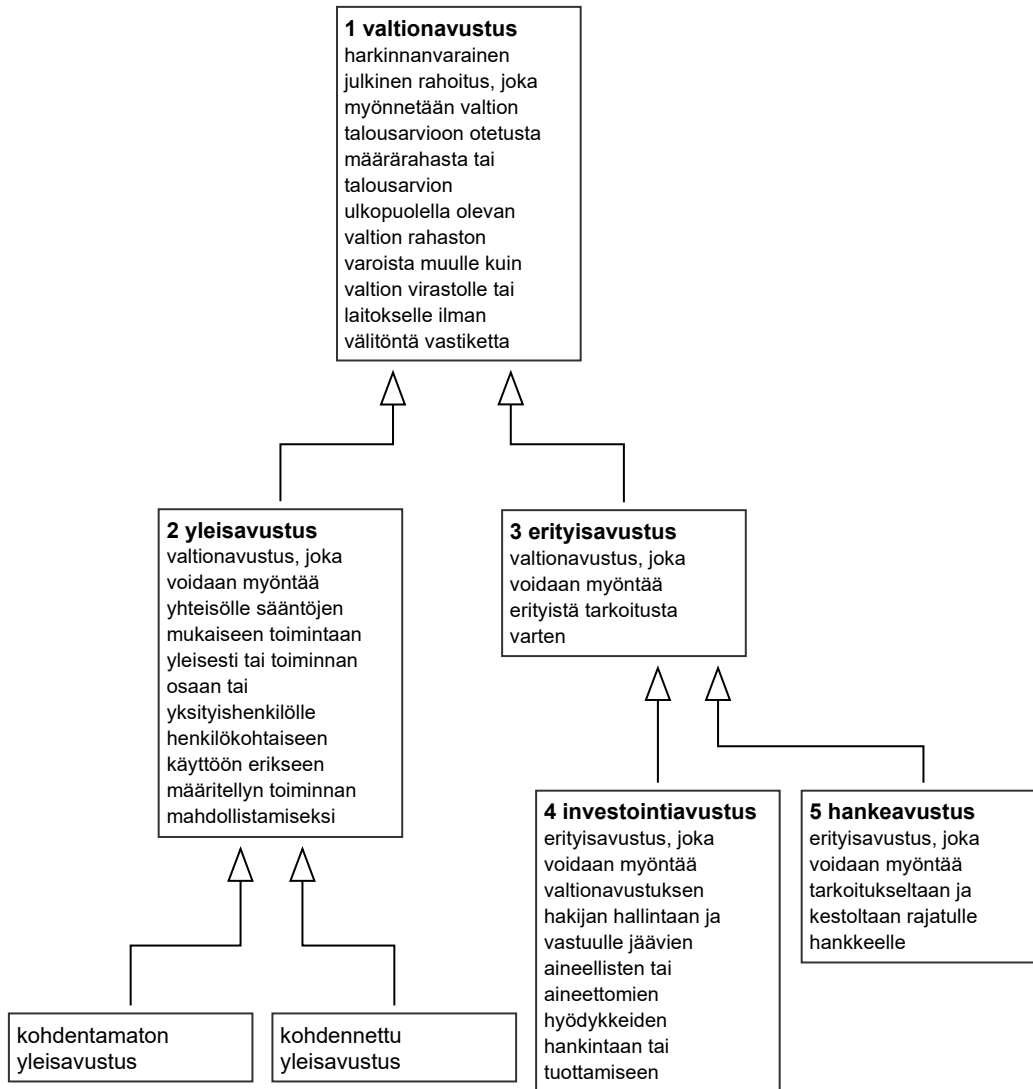 1 valtionavustus
harkinnanvarainen
julkinen rahoitus, joka
myönnetään valtion
talousarvioon otetusta
määrärahasta tai
talousarvion
ulkopuolella olevan
valtion rahaston
varoista muulle kuin
valtion virastolle tai
laitokselle ilman
välitöntä vastiketta
2 yleisavustus
valtionavustus, joka
voidaan myöntää
yhteisölle sääntöjen
mukaiseen toimintaan
yleisesti tai toiminnan
osaan tai
yksityishenkilölle
henkilökohtaiseen
käyttöön erikseen
määritellyn toiminnan
mahdollistamiseksi
3 erityisavustus
valtionavustus, joka
voidaan myöntää
erityistä tarkoitusta
varten
4 investointiavustus
erityisavustus, joka
voidaan myöntää
valtionavustuksen
hakijan hallintaan ja
vastuulle jäävien
aineellisten tai
aineettomien
hyödykkeiden
hankintaan tai
tuottamiseen
5 hankeavustus
erityisavustus, joka
voidaan myöntää
tarkoitukseltaan ja
kestoltaan rajatulle
hankkeelle
kohdentamaton
yleisavustus
kohdennettu
yleisavustus